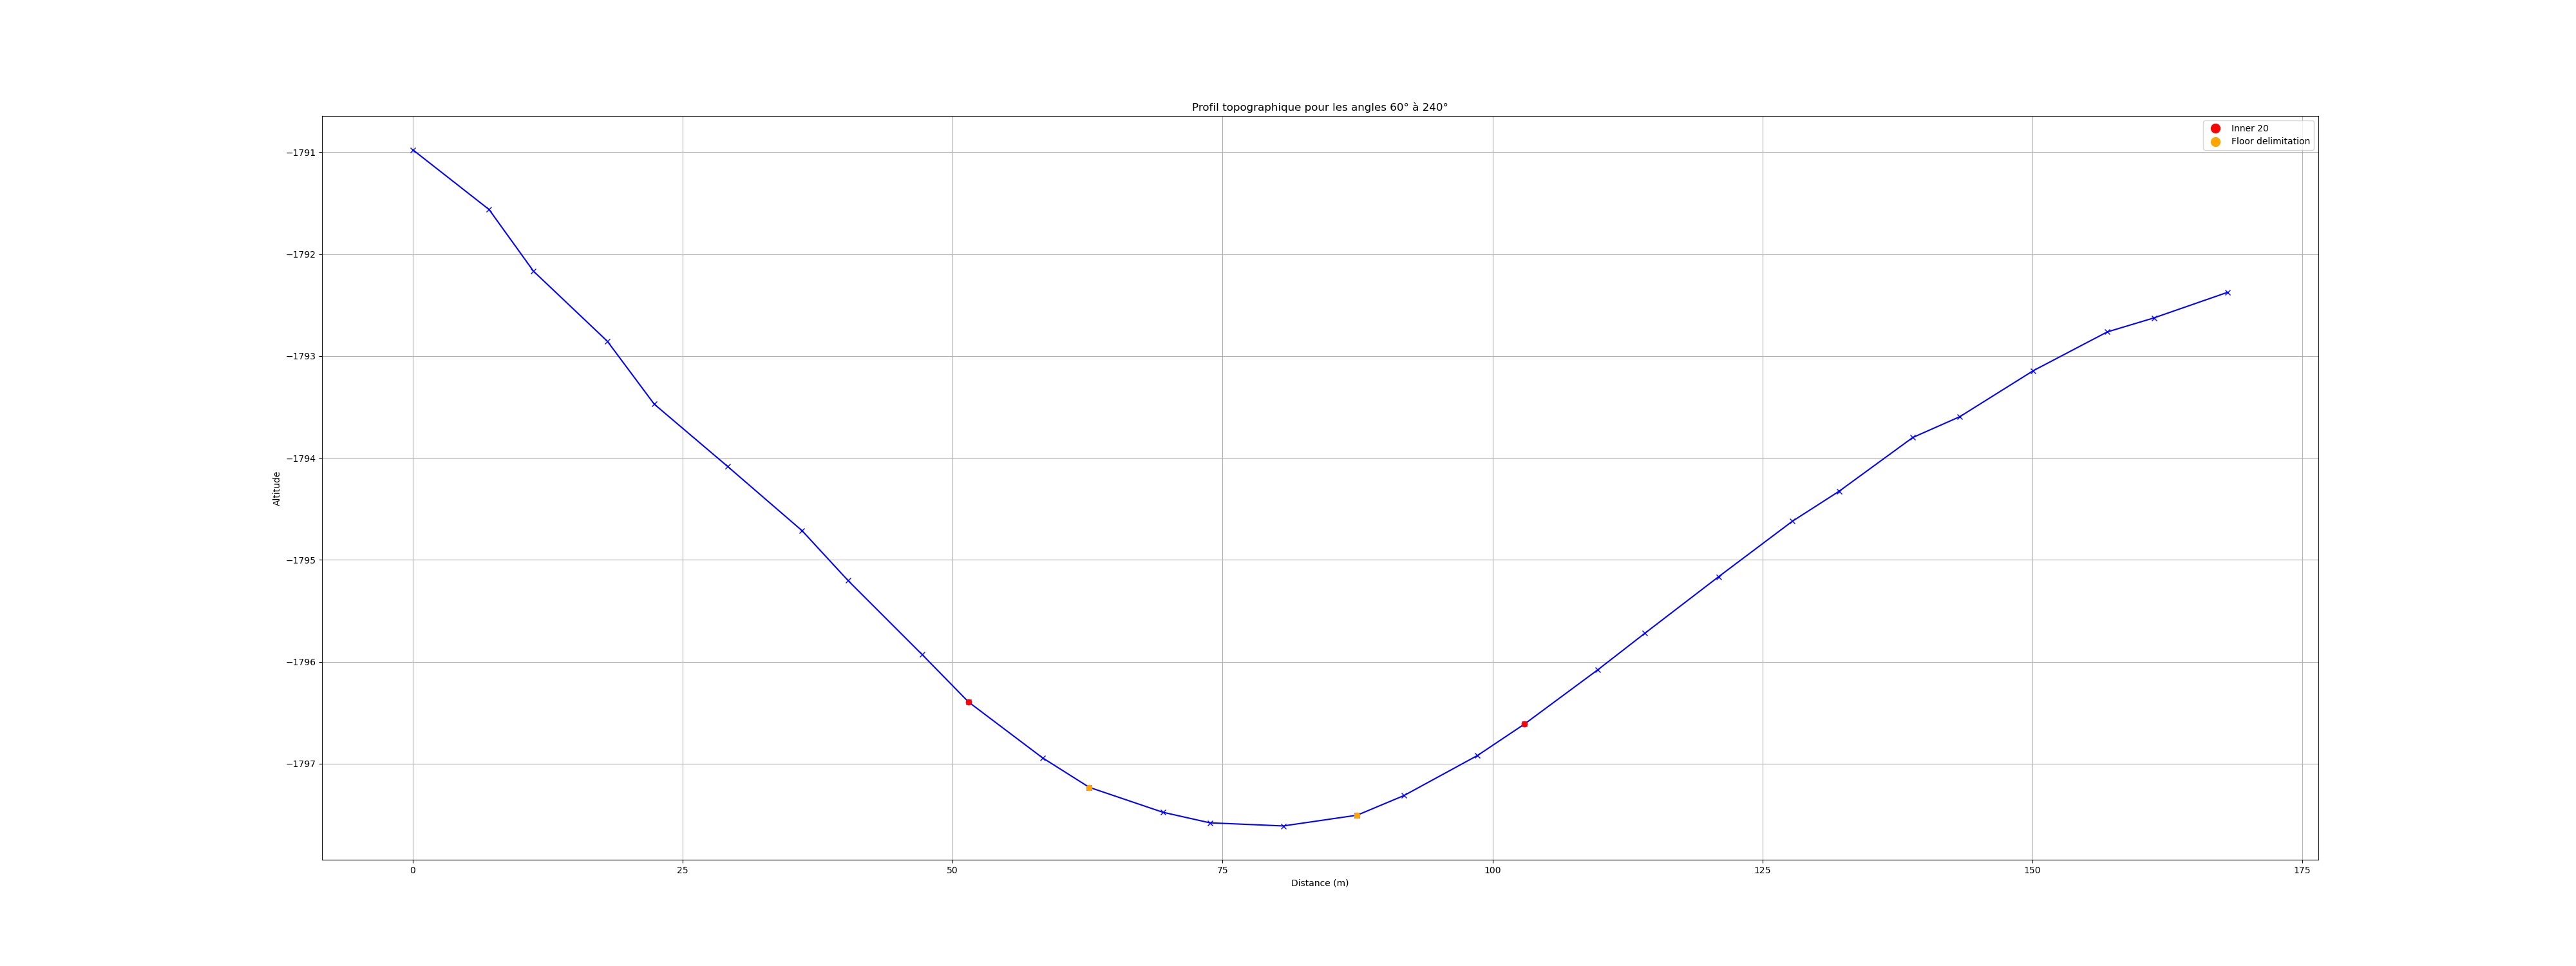 Profil topographique pour les angles 60° à 240°
Inner 20
Floor delimitation
−1791
−1792
−1793
−1794
−1795
−1796
−1797
Altitude
0 25 50 75 100 125 150 175
Distance (m)